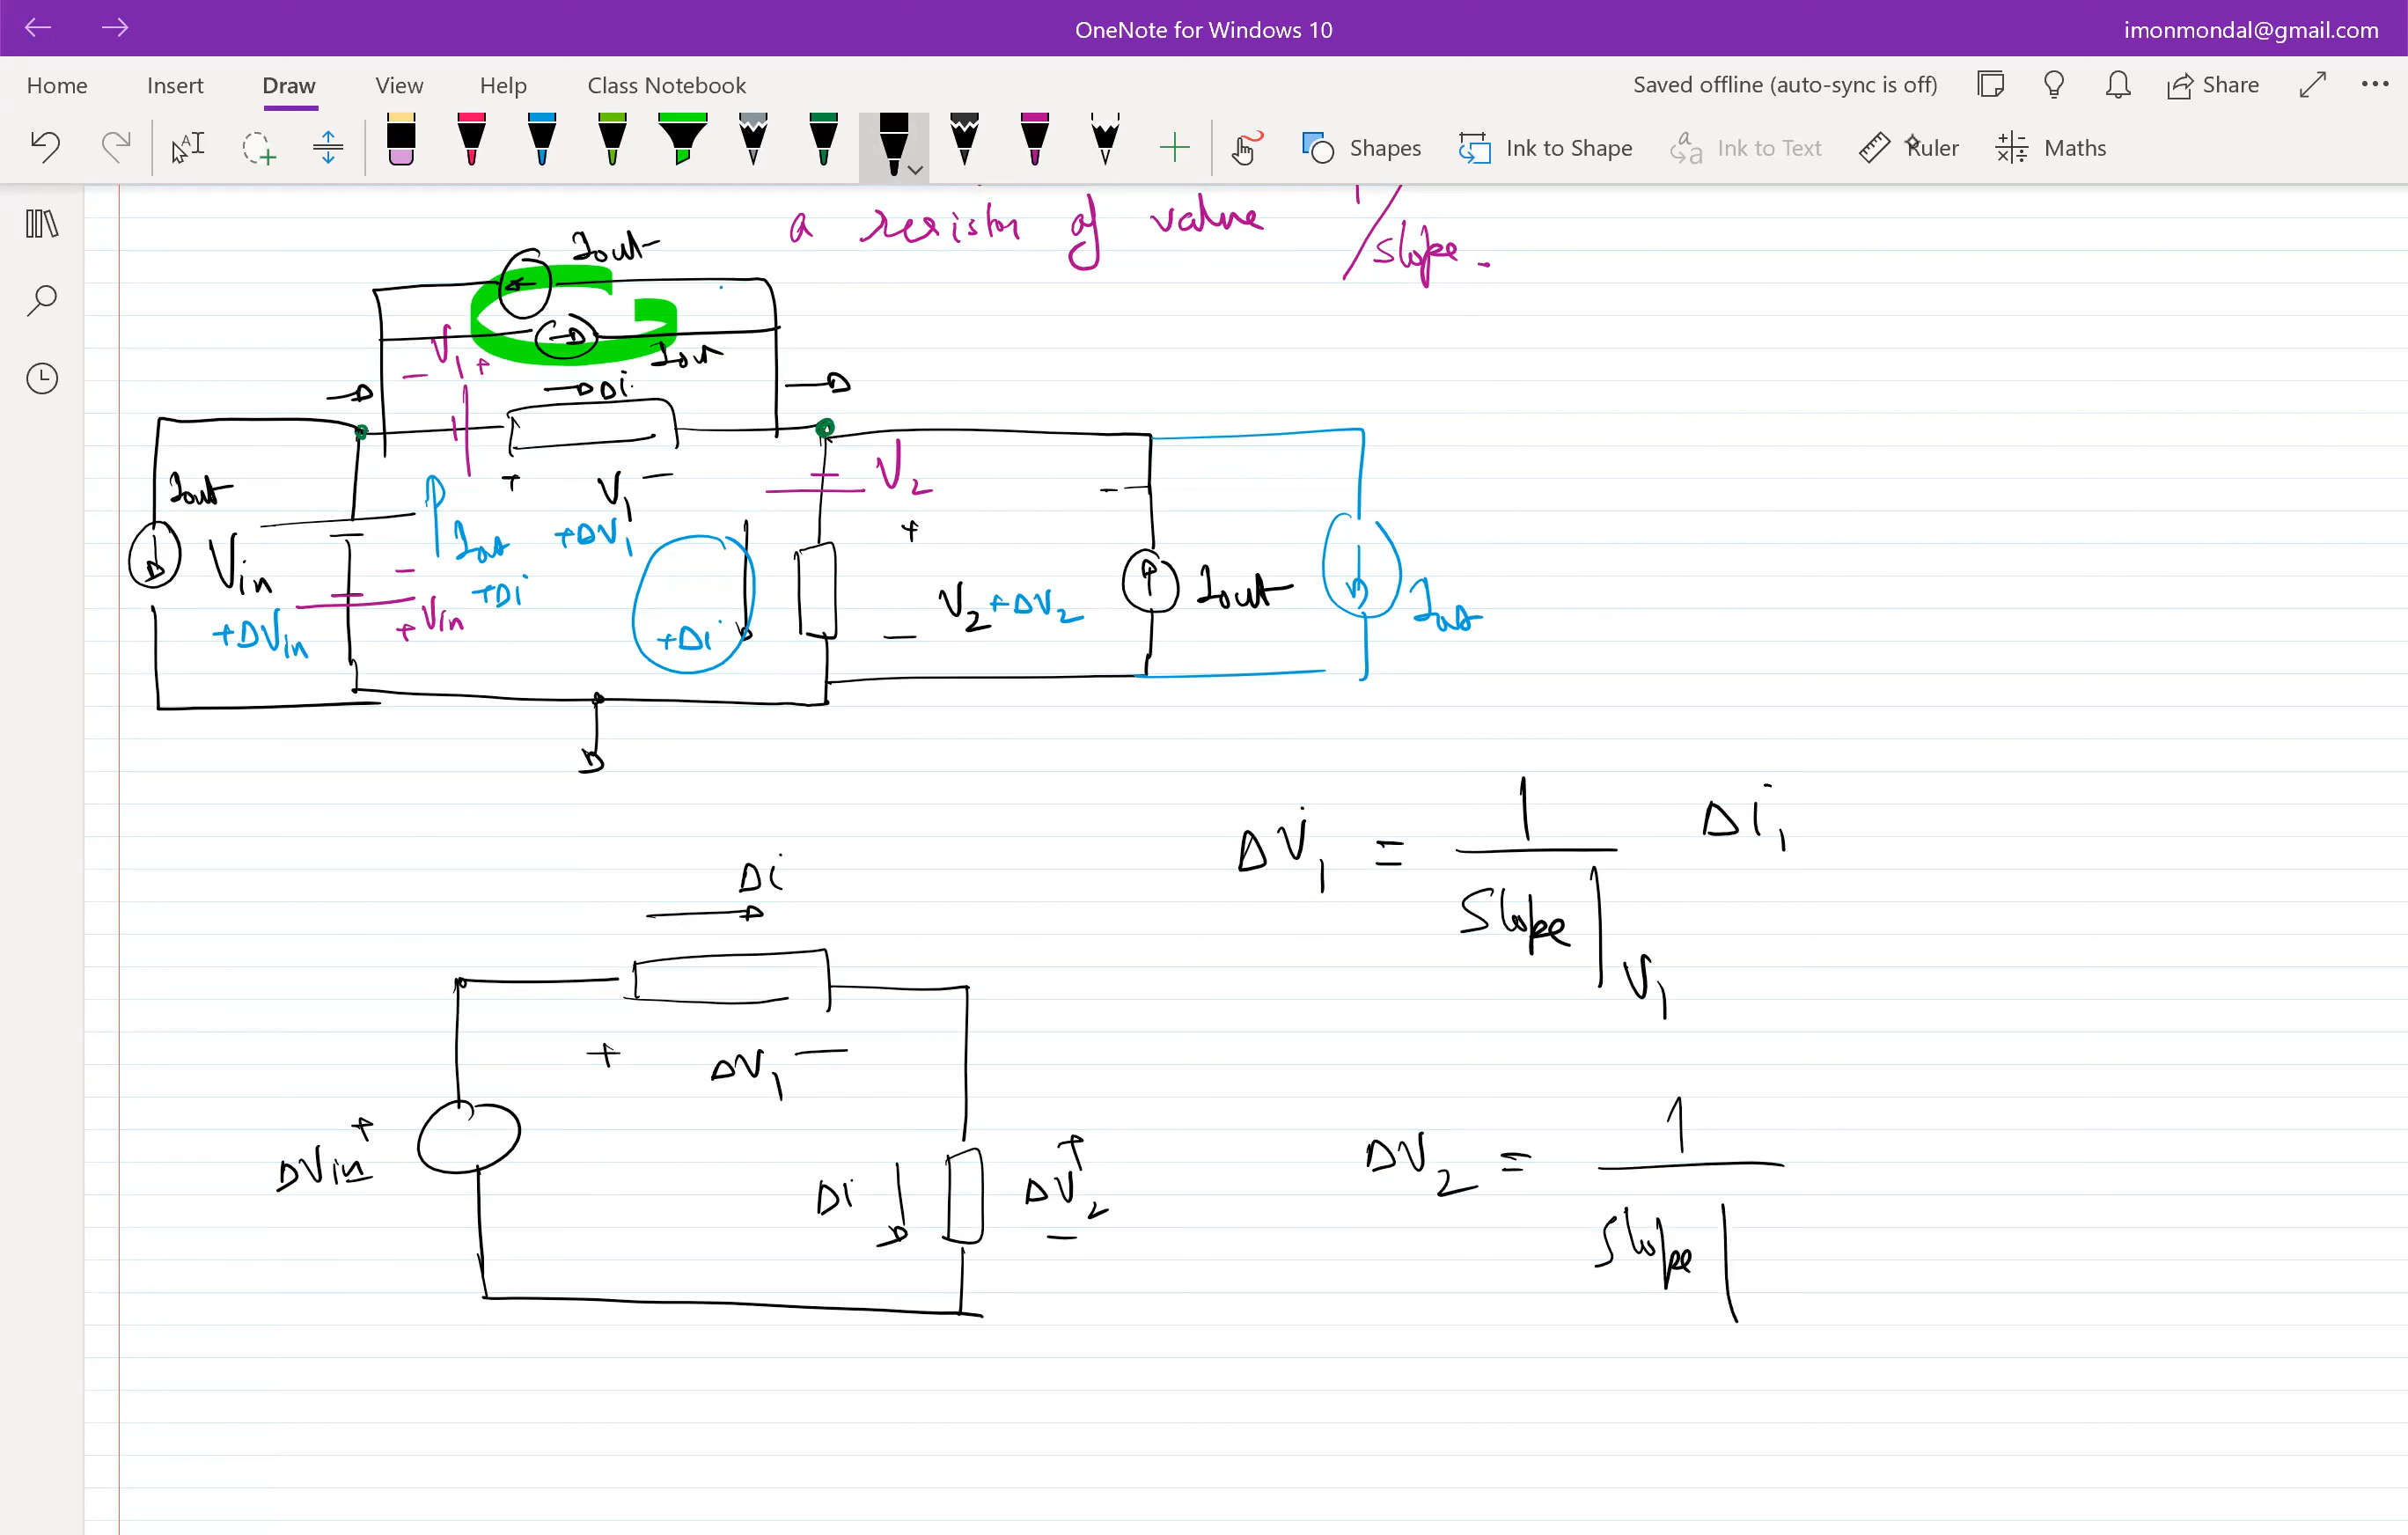 OneNote for Windows 10
imonmondal@gmail.com
Home Insert Draw View Help Class Notebook
Saved offline (auto-sync is off) Share
Shapes Ink to Shape Ink to Text Ruler Maths
a resistor of value 1/slope.
Iout
Iout
- V1 +
Δi
Iout
+ V1 -
+ΔV1
V2
Iout
+Δi
Vin
+ΔVin
-
+ Vin
+Δi
+
V2 +ΔV2
-
Iout
Iout
ΔV1 = 1 / slope|V1 Δi1
Δi
+ ΔV1 -
ΔVin
+
Δi
+
ΔV2
-
ΔV2 = 1 / slope|